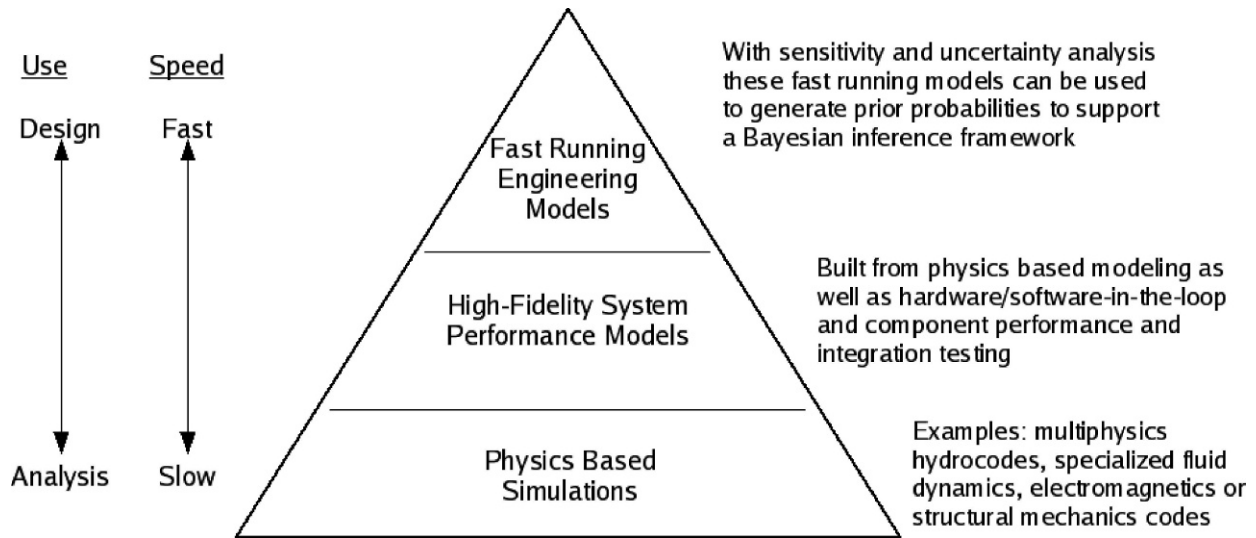 Use
Speed
Design
Fast
Analysis
Slow
Fast Running
Engineering
Models
High-Fidelity System
Performance Models
Physics Based
Simulations
With sensitivity and uncertainty analysis
these fast running models can be used
to generate prior probabilities to support
a Bayesian inference framework
Built from physics based modeling as
well as hardware/software-in-the-loop
and component performance and
integration testing
Examples: multiphysics
hydrocodes, specialized fluid
dynamics, electromagnetics or
structural mechanics codes